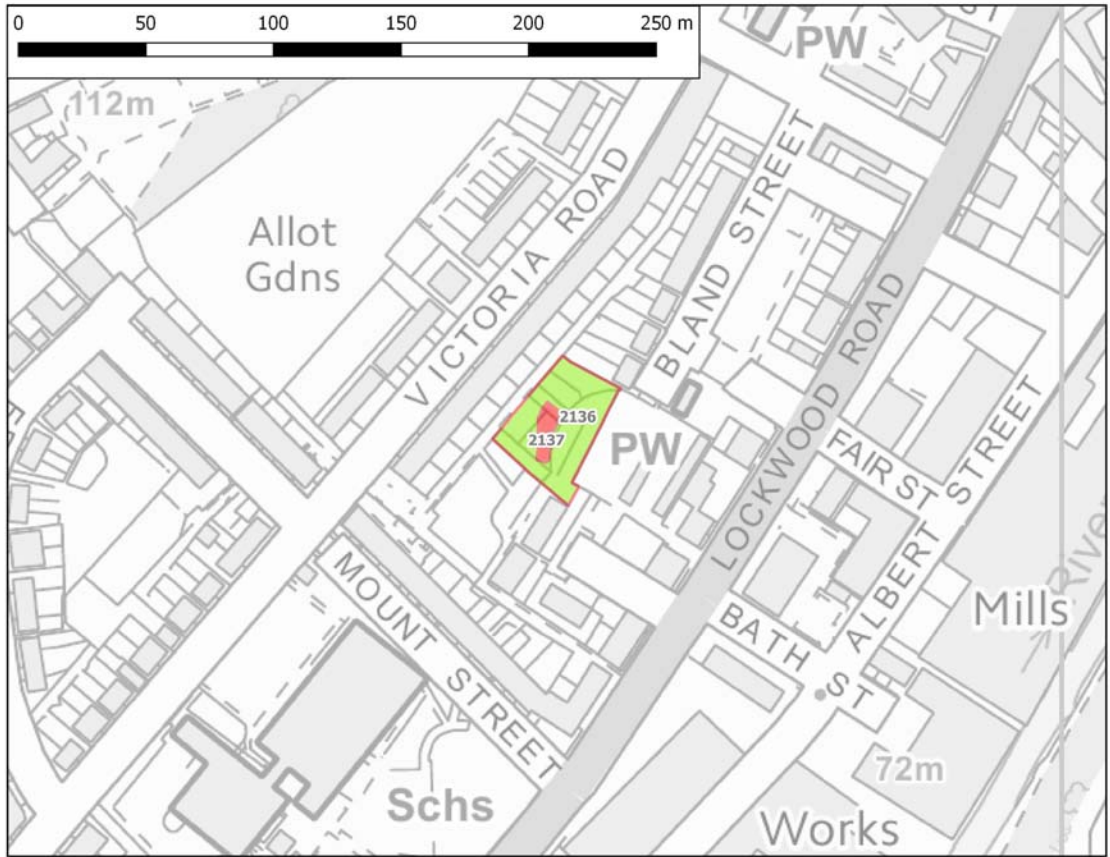 0 50 100 150 200 250 m
PW
112m
Allot
Gdns
VICTORIA ROAD
BLAND STREET
LOCKWOOD ROAD
2136
2137
PW
FAIR ST
ALBERT STREET
River
Mills
MOUNT STREET
BATH ST
72m
Schs
Works